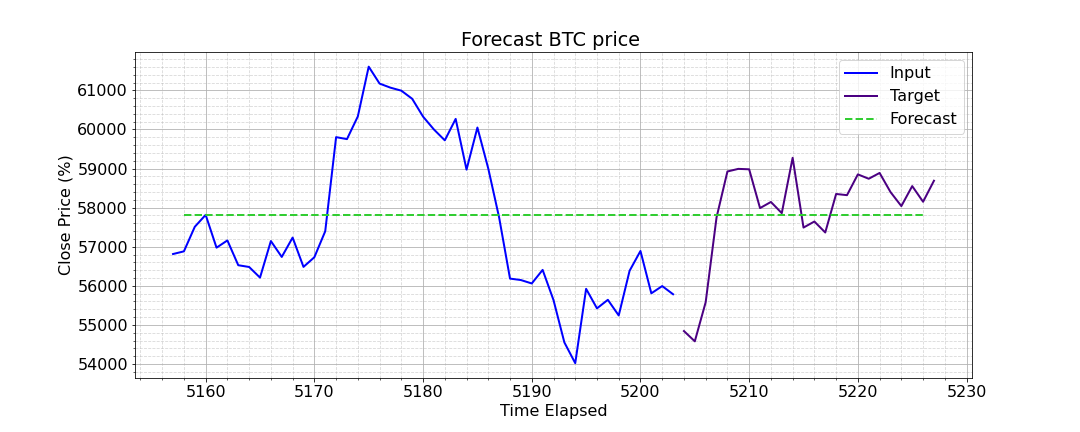 Forecast BTC price
Input
Target
Forecast
Close Price (%)
61000
60000
59000
58000
57000
56000
55000
54000
5160 5170 5180 5190 5200 5210 5220 5230
Time Elapsed